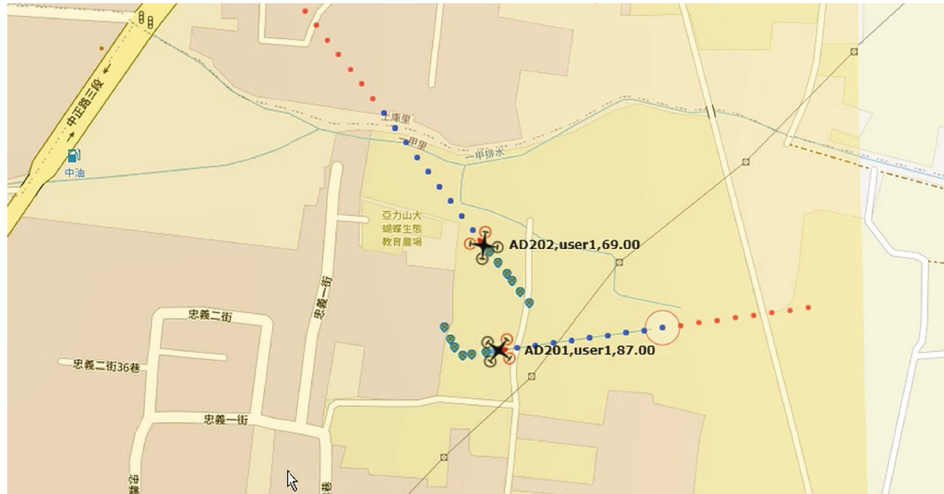 中正路三段
中油
土庫里
一甲里
一甲排水
亞力山大
蝴蝶生態
教育農場
AD202,user1,69.00
忠義一街
忠義二街
AD201,user1,87.00
忠義二街36巷
忠義一街
巷